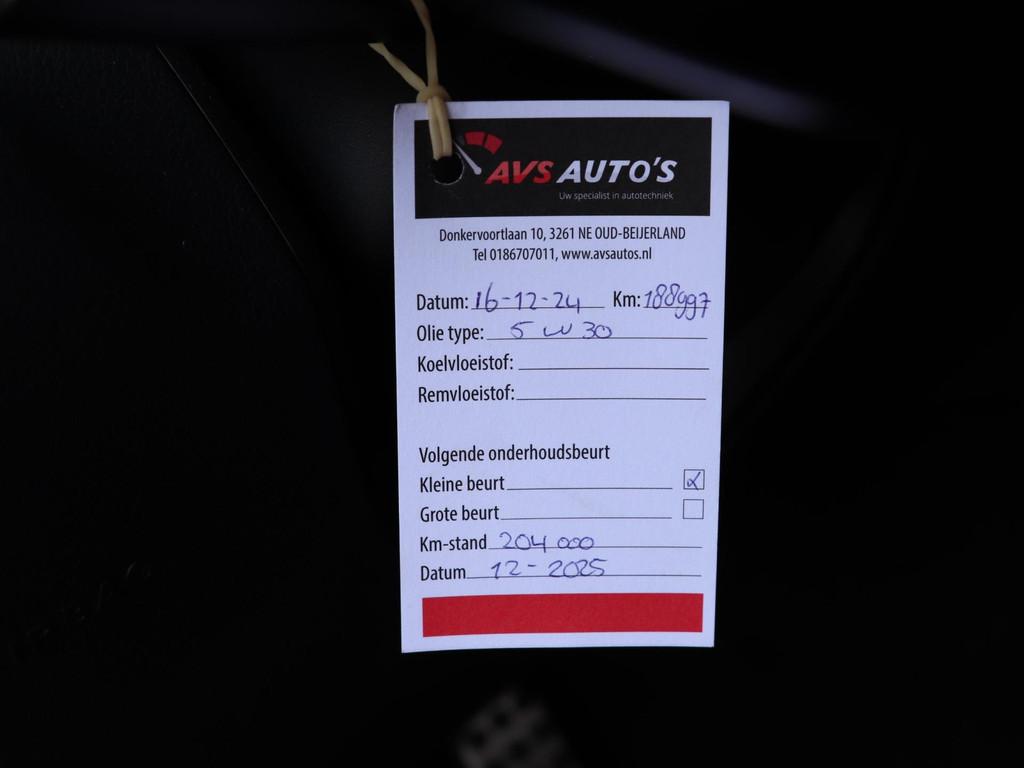 AVS AUTO'S
Uw specialist in autotechniek
Donkervoortlaan 10, 3261 NE OUD-BEIJERLAND
Tel 0186707011, www.avsautos.nl
Datum: 16-12-24 Km: 188997
Olie type: 5 W 30
Koelvloeistof:
Remvloeistof:
Volgende onderhoudsbeurt
Kleine beurt
Grote beurt
Km-stand 204 000
Datum 12-2025